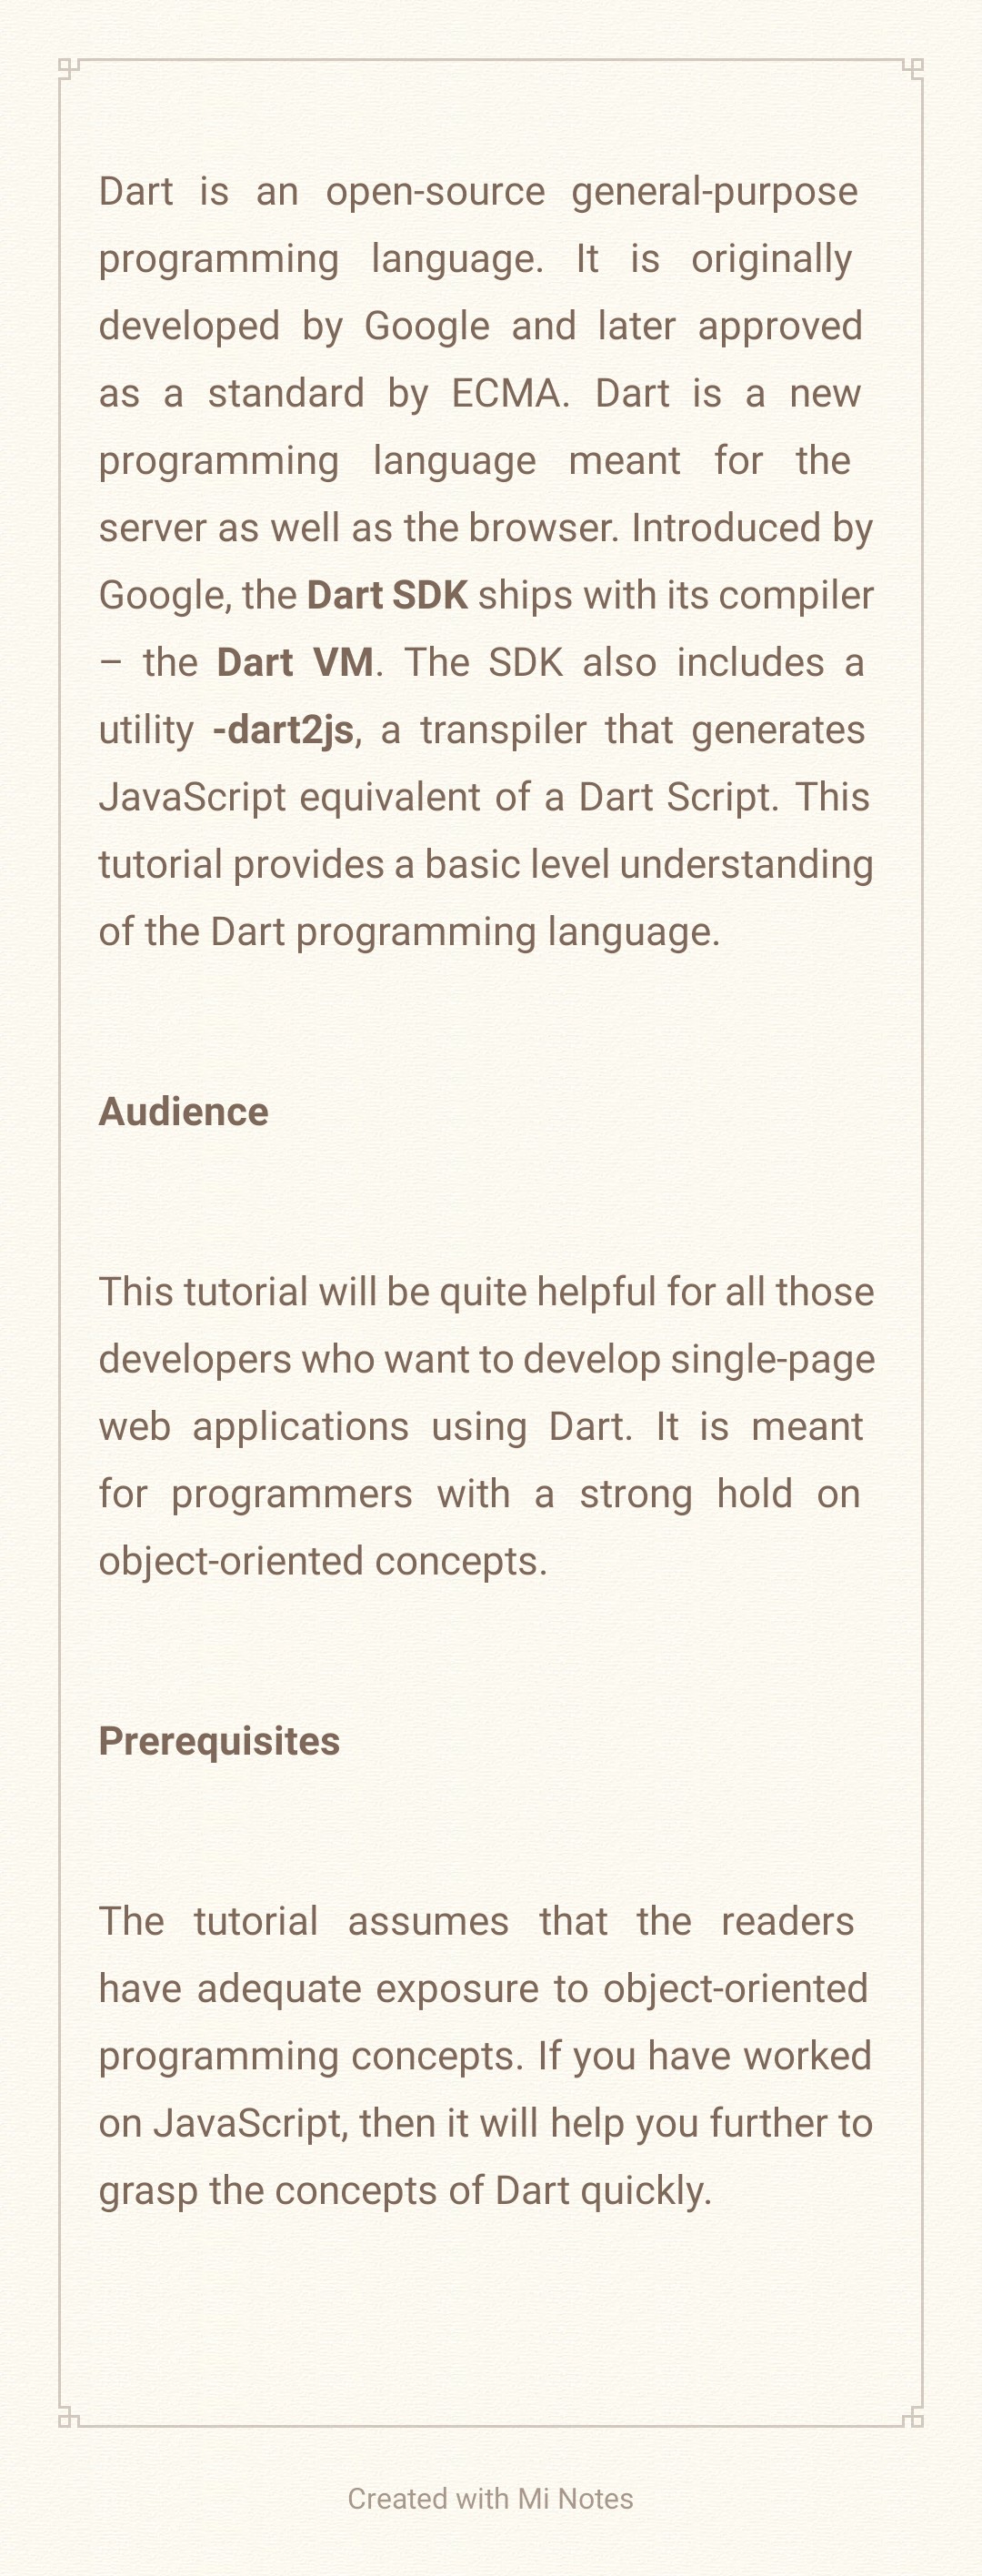 Dart is an open-source general-purpose
programming language. It is originally
developed by Google and later approved
as a standard by ECMA. Dart is a new
programming language meant for the
server as well as the browser. Introduced by
Google, the Dart SDK ships with its compiler
– the Dart VM. The SDK also includes a
utility -dart2js, a transpiler that generates
JavaScript equivalent of a Dart Script. This
tutorial provides a basic level understanding
of the Dart programming language.
Audience
This tutorial will be quite helpful for all those
developers who want to develop single-page
web applications using Dart. It is meant
for programmers with a strong hold on
object-oriented concepts.
Prerequisites
The tutorial assumes that the readers
have adequate exposure to object-oriented
programming concepts. If you have worked
on JavaScript, then it will help you further to
grasp the concepts of Dart quickly.
Created with Mi Notes